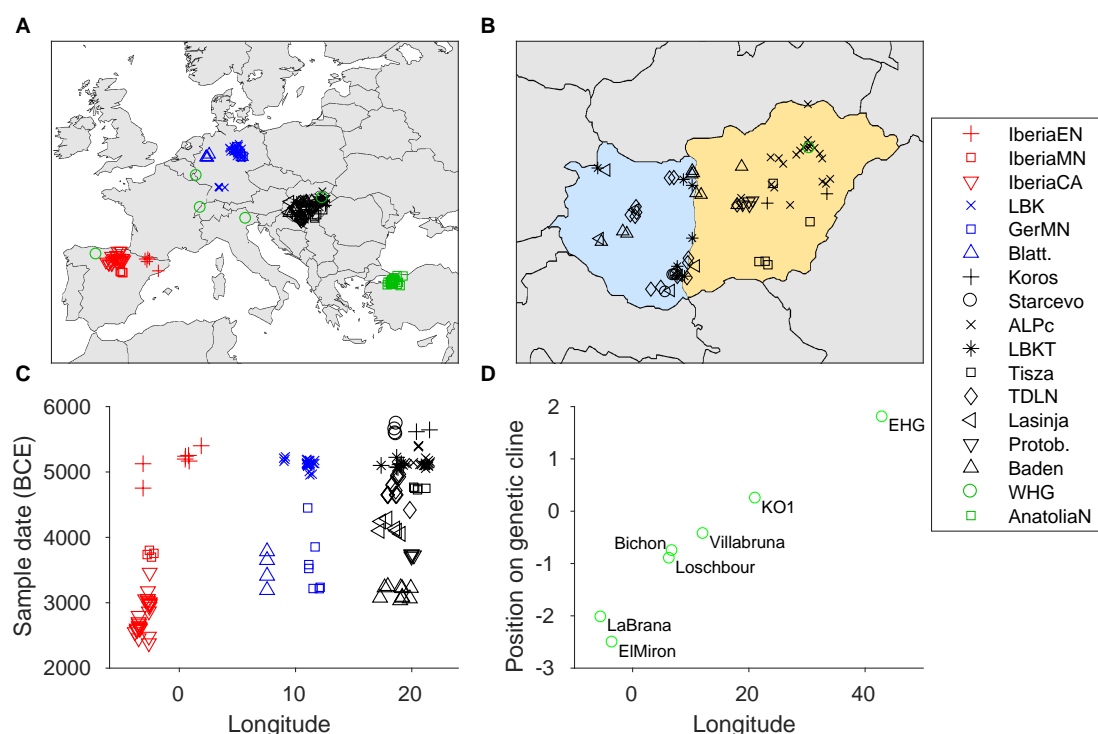 A
B
IberiaEN
IberiaMN
IberiaCA
LBK
GerMN
Blatt.
Koros
Starcevo
ALPc
LBKT
Tisza
TDLN
Lasinja
Protob.
Baden
WHG
AnatoliaN
C
6000
5000
4000
3000
2000
Sample date (BCE)
0
10
20
Longitude
D
2
1
0
-1
-2
-3
Position on genetic cline
EHG
KO1
Villabruna
Bichon
Loschbour
LaBrana
ElMiron
0
20
40
Longitude